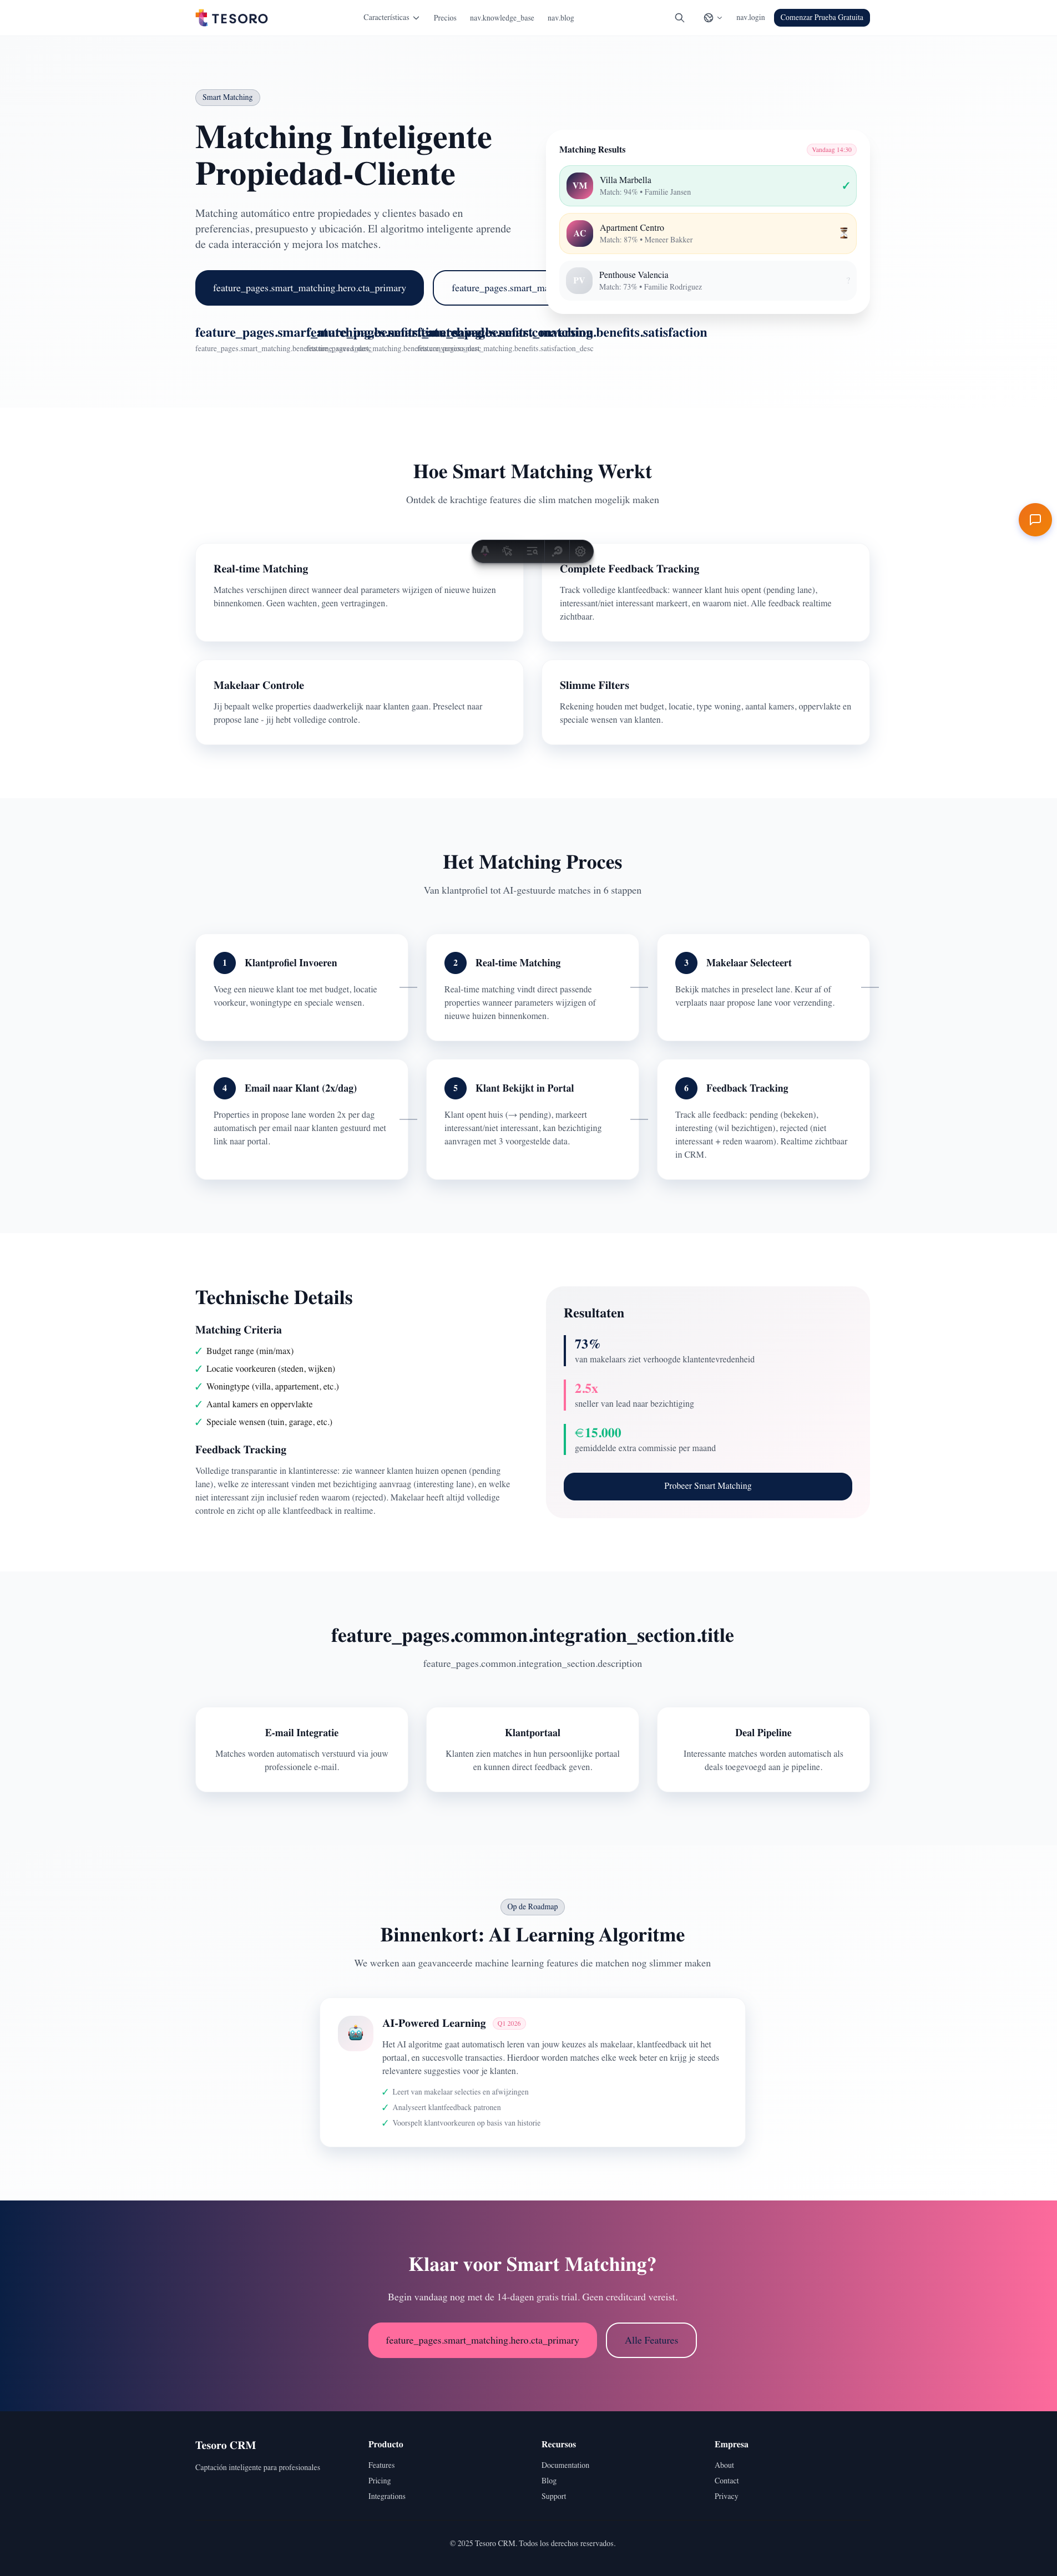 TESORO
Características
Precios
nav.knowledge_base
nav.blog
nav.login
Comenzar Prueba Gratuita
Smart Matching
Matching Inteligente
Propiedad-Cliente
Matching automático entre propiedades y clientes basado en
preferencias, presupuesto y ubicación. El algoritmo inteligente aprende
de cada interacción y mejora los matches.
feature_pages.smart_matching.hero.cta_primary
feature_pages.smart_ma
Matching Results
Vandaag 14:30
VM
Villa Marbella
Match: 94% • Familie Jansen
✓
AC
Apartment Centro
Match: 87% • Meneer Bakker
⏳
PV
Penthouse Valencia
Match: 73% • Familie Rodriguez
Hoe Smart Matching Werkt
Ontdek de krachtige features die slim matchen mogelijk maken
Real-time Matching
Matches verschijnen direct wanneer deal parameters wijzigen of nieuwe huizen
binnenkomen. Geen wachten, geen vertragingen.
Complete Feedback Tracking
Track volledige klantfeedback: wanneer klant huis opent (pending lane),
interessant/niet interessant markeert, en waarom niet. Alle feedback realtime
zichtbaar.
Makelaar Controle
Jij bepaalt welke properties daadwerkelijk naar klanten gaan. Preselect naar
propose lane - jij hebt volledige controle.
Slimme Filters
Rekening houden met budget, locatie, type woning, aantal kamers, oppervlakte en
speciale wensen van klanten.
Het Matching Proces
Van klantprofiel tot AI-gestuurde matches in 6 stappen
1
Klantprofiel Invoeren
Voeg een nieuwe klant toe met budget, locatie
voorkeur, woningtype en speciale wensen.
2
Real-time Matching
Real-time matching vindt direct passende
properties wanneer parameters wijzigen of
nieuwe huizen binnenkomen.
3
Makelaar Selecteert
Bekijk matches in preselect lane. Keur af of
verplaats naar propose lane voor verzending.
4
Email naar Klant (2x/dag)
Properties in propose lane worden 2x per dag
automatisch per email naar klanten gestuurd met
link naar portal.
5
Klant Bekijkt in Portal
Klant opent huis (→ pending), markeert
interessant/niet interessant, kan bezichtiging
aanvragen met 3 voorgestelde data.
6
Feedback Tracking
Track alle feedback: pending (bekeken),
interesting (wil bezichtigen), rejected (niet
interessant + reden waarom). Realtime zichtbaar
in CRM.
Technische Details
Matching Criteria
✓ Budget range (min/max)
✓ Locatie voorkeuren (steden, wijken)
✓ Woningtype (villa, appartement, etc.)
✓ Aantal kamers en oppervlakte
✓ Speciale wensen (tuin, garage, etc.)
Feedback Tracking
Volledige transparantie in klantinteresse: zie wanneer klanten huizen openen (pending
lane), welke ze interessant vinden met bezichtiging aanvraag (interesting lane), en welke
niet interessant zijn inclusief reden waarom (rejected). Makelaar heeft altijd volledige
controle en zicht op alle klantfeedback in realtime.
Resultaten
73%
van makelaars ziet verhoogde klantentevredenheid
2.5x
sneller van lead naar bezichtiging
€15.000
gemiddelde extra commissie per maand
Probeer Smart Matching
feature_pages.common.integration_section.title
feature_pages.common.integration_section.description
E-mail Integratie
Matches worden automatisch verstuurd via jouw
professionele e-mail.
Klantportaal
Klanten zien matches in hun persoonlijke portaal
en kunnen direct feedback geven.
Deal Pipeline
Interessante matches worden automatisch als
deals toegevoegd aan je pipeline.
Op de Roadmap
Binnenkort: AI Learning Algoritme
We werken aan geavanceerde machine learning features die matchen nog slimmer maken
AI-Powered Learning
Q1 2026
Het AI algoritme gaat automatisch leren van jouw keuzes als makelaar, klantfeedback uit het
portaal, en succesvolle transacties. Hierdoor worden matches elke week beter en krijg je steeds
relevantere suggesties voor je klanten.
✓ Leert van makelaar selecties en afwijzingen
✓ Analyseert klantfeedback patronen
✓ Voorspelt klantvoorkeuren op basis van historie
Klaar voor Smart Matching?
Begin vandaag nog met de 14-dagen gratis trial. Geen creditcard vereist.
feature_pages.smart_matching.hero.cta_primary
Alle Features
Tesoro CRM
Captación inteligente para profesionales
Producto
Features
Pricing
Integrations
Recursos
Documentation
Blog
Support
Empresa
About
Contact
Privacy
© 2025 Tesoro CRM. Todos los derechos reservados.